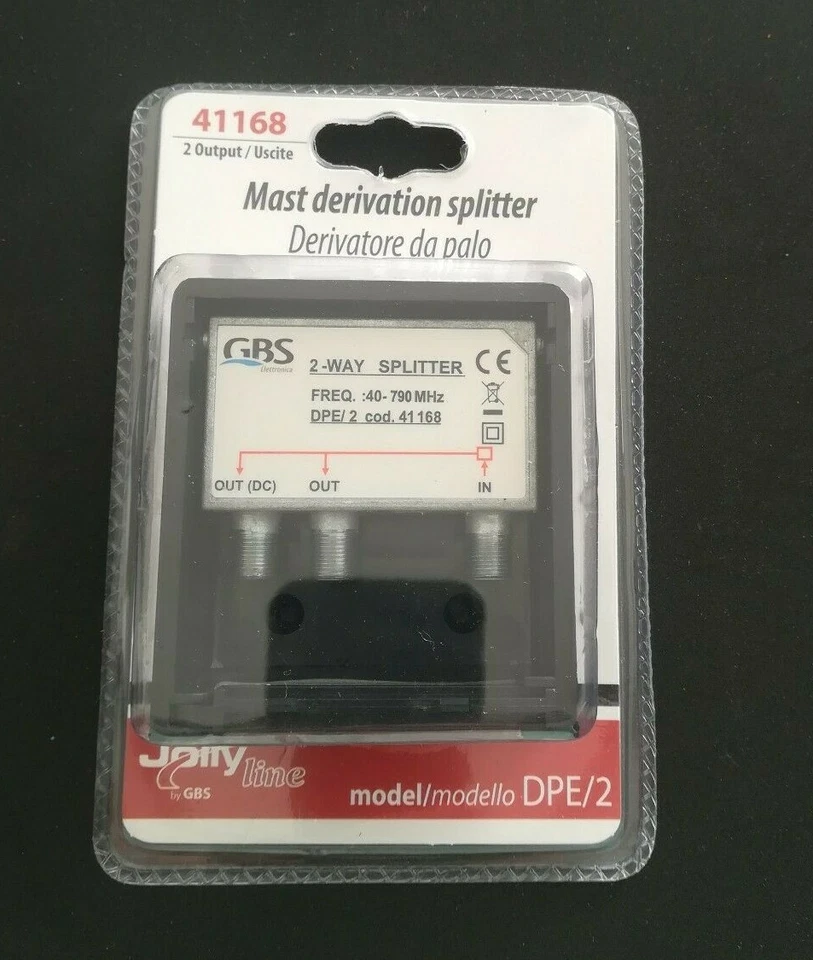 41168
2 Output / Uscite
Mast derivation splitter
Derivatore da palo
GBS
Elettronica
2-WAY SPLITTER
CE
FREQ. :40-790 MHz
DPE/ 2 cod. 41168
OUT (DC) OUT IN
Jolly line
by GBS
model/modello DPE/2